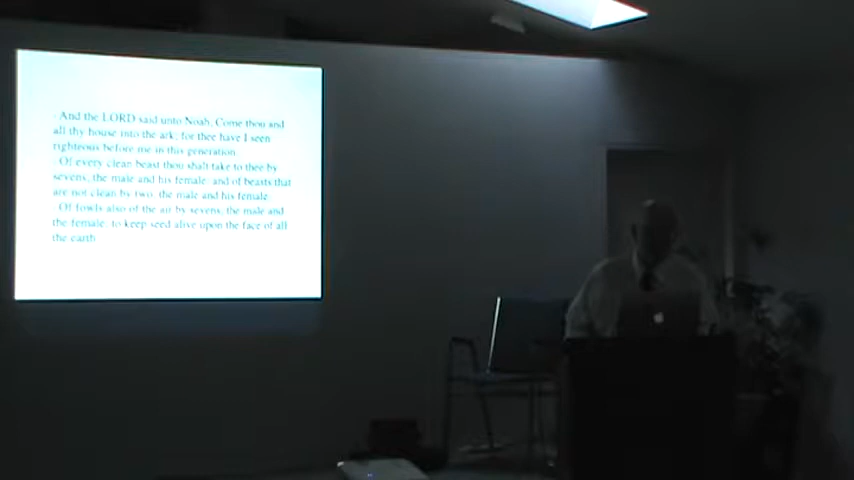 And the LORD said unto Noah, Come thou and
all thy house into the ark; for thee have I seen
righteous before me in this generation.
Of every clean beast thou shalt take to thee by
sevens, the male and his female: and of beasts that
are not clean by two, the male and his female.
Of fowls also of the air by sevens, the male and
the female; to keep seed alive upon the face of all
the earth